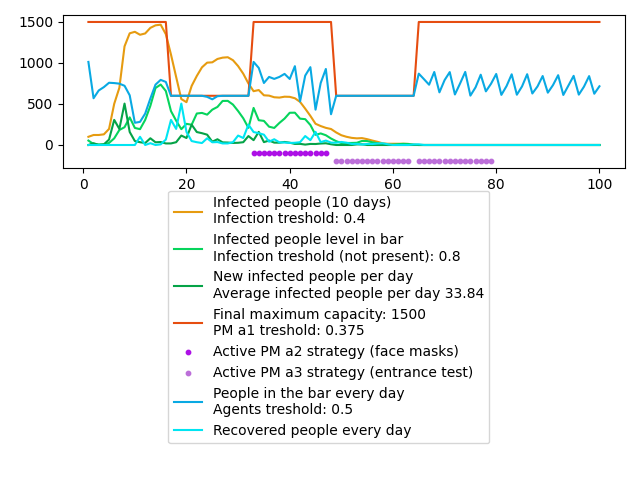 1500
1000
500
0
0 20 40 60 80 100
Infected people (10 days)
Infection treshold: 0.4
Infected people level in bar
Infection treshold (not present): 0.8
New infected people per day
Average infected people per day 33.84
Final maximum capacity: 1500
PM a1 treshold: 0.375
Active PM a2 strategy (face masks)
Active PM a3 strategy (entrance test)
People in the bar every day
Agents treshold: 0.5
Recovered people every day